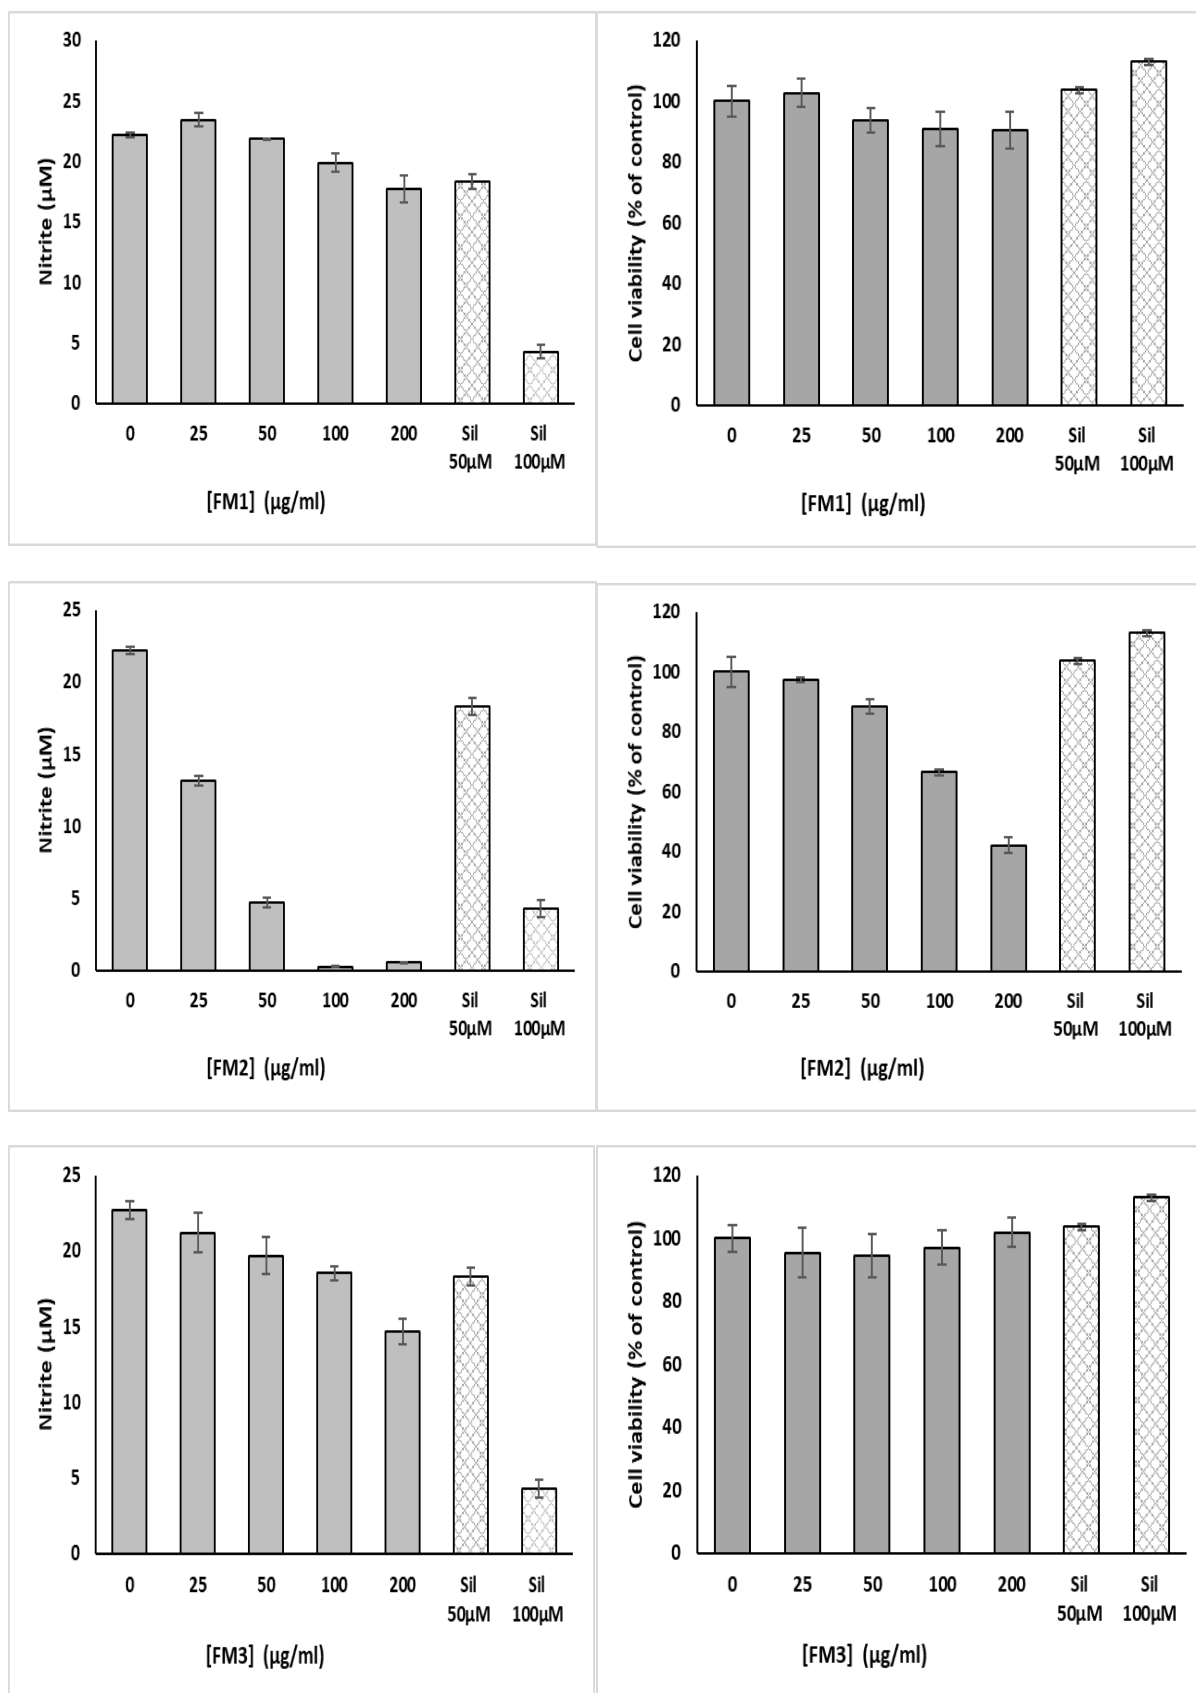 Nitrite (µM)
30
25
20
15
10
5
0
0 25 50 100 200 Sil Sil
50µM 100µM
[FM1] (µg/ml)
Cell viability (% of control)
120
100
80
60
40
20
0
0 25 50 100 200 Sil Sil
50µM 100µM
[FM1] (µg/ml)
Nitrite (µM)
25
20
15
10
5
0
0 25 50 100 200 Sil Sil
50µM 100µM
[FM2] (µg/ml)
Cell viability (% of control)
120
100
80
60
40
20
0
0 25 50 100 200 Sil Sil
50µM 100µM
[FM2] (µg/ml)
Nitrite (µM)
25
20
15
10
5
0
0 25 50 100 200 Sil Sil
50µM 100µM
[FM3] (µg/ml)
Cell viability (% of control)
120
100
80
60
40
20
0
0 25 50 100 200 Sil Sil
50µM 100µM
[FM3] (µg/ml)